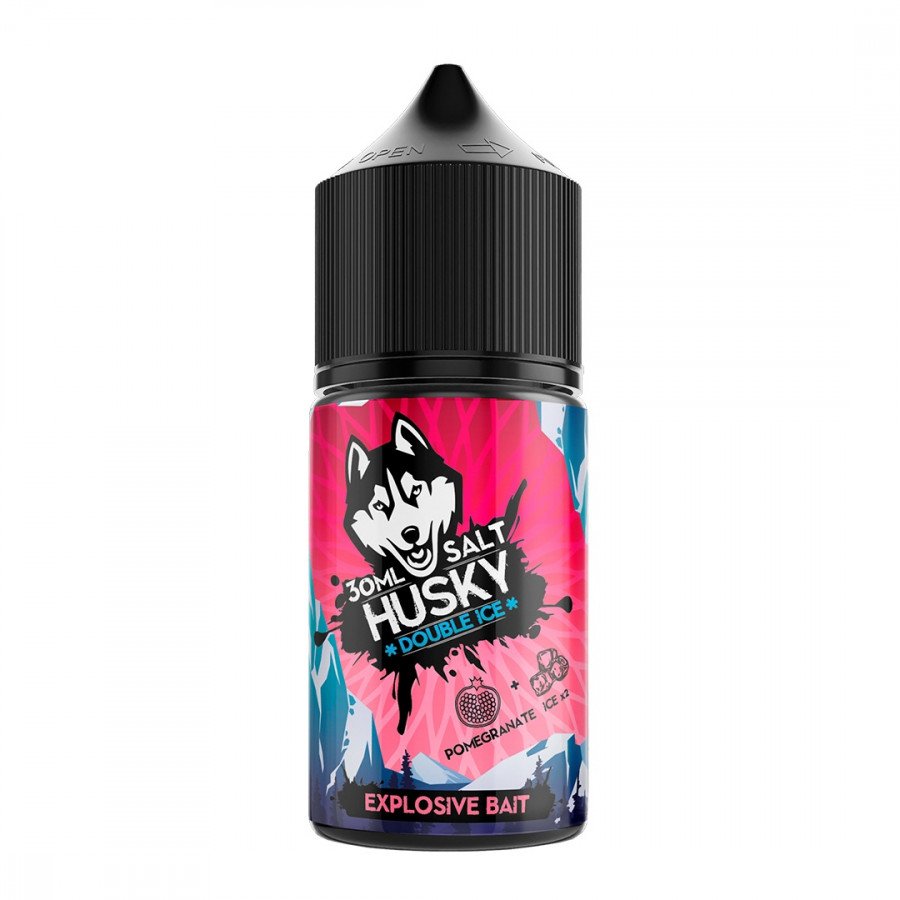 OPEN
30ML SALT
HUSKY
*DOUBLE ICE*
POMEGRANATE + ICE x2
EXPLOSIVE BAIT